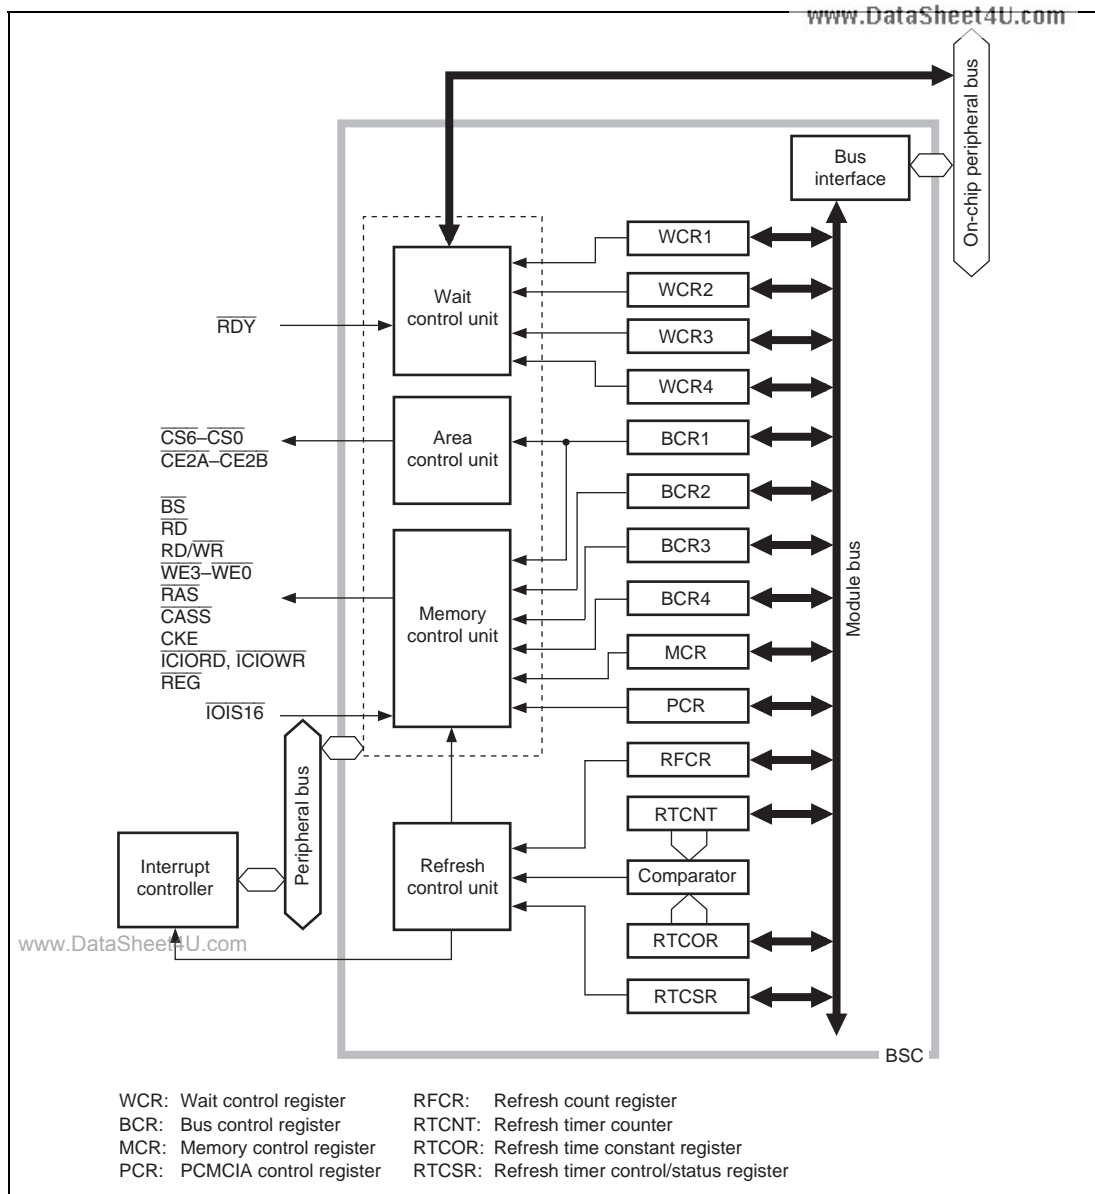 www.DataSheet4U.com
On-chip peripheral bus
Bus
interface
WCR1
Wait
control unit
WCR2
RDY
WCR3
WCR4
CS6–CS0
CE2A–CE2B
Area
control unit
BCR1
BCR2
BS
RD
RD/WR
WE3–WE0
RAS
CASS
CKE
ICIORD, ICIOWR
REG
IOIS16
Memory
control unit
BCR3
BCR4
MCR
PCR
Module bus
RFCR
RTCNT
Peripheral bus
Interrupt
controller
Refresh
control unit
Comparator
RTCOR
www.DataSheet4U.com
RTCSR
BSC
WCR: Wait control register
BCR: Bus control register
MCR: Memory control register
PCR: PCMCIA control register
RFCR: Refresh count register
RTCNT: Refresh timer counter
RTCOR: Refresh time constant register
RTCSR: Refresh timer control/status register